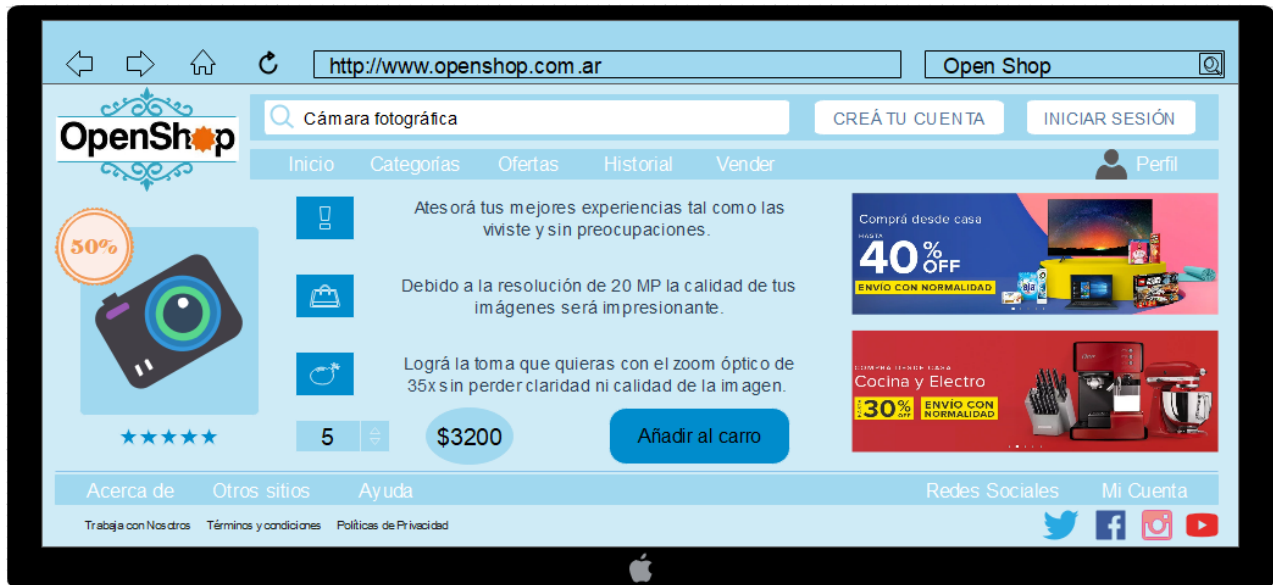 http://www.openshop.com.ar
Open Shop
OpenShop
Cámara fotográfica
CREÁ TU CUENTA
INICIAR SESIÓN
Inicio
Categorías
Ofertas
Historial
Vender
Perfil
50%
Atesorá tus mejores experiencias tal como las
viviste y sin preocupaciones.
Debido a la resolución de 20 MP la calidad de tus
imágenes será impresionante.
Lográ la toma que quieras con el zoom óptico de
35x sin perder claridad ni calidad de la imagen.
5
$3200
Añadir al carro
Comprá desde casa
HASTA
40% OFF
ENVÍO CON NORMALIDAD
COMPRÁ DESDE CASA
Cocina y Electro
HASTA 30% OFF
ENVÍO CON
NORMALIDAD
Acerca de
Otros sitios
Ayuda
Redes Sociales
Mi Cuenta
Trabaja con Nosotros
Términos y condiciones
Políticas de Privacidad